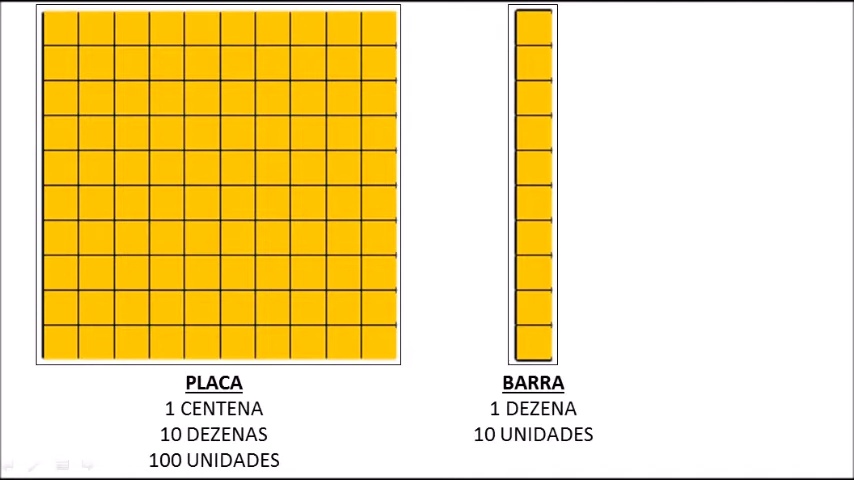 PLACA
1 CENTENA
10 DEZENAS
100 UNIDADES
BARRA
1 DEZENA
10 UNIDADES